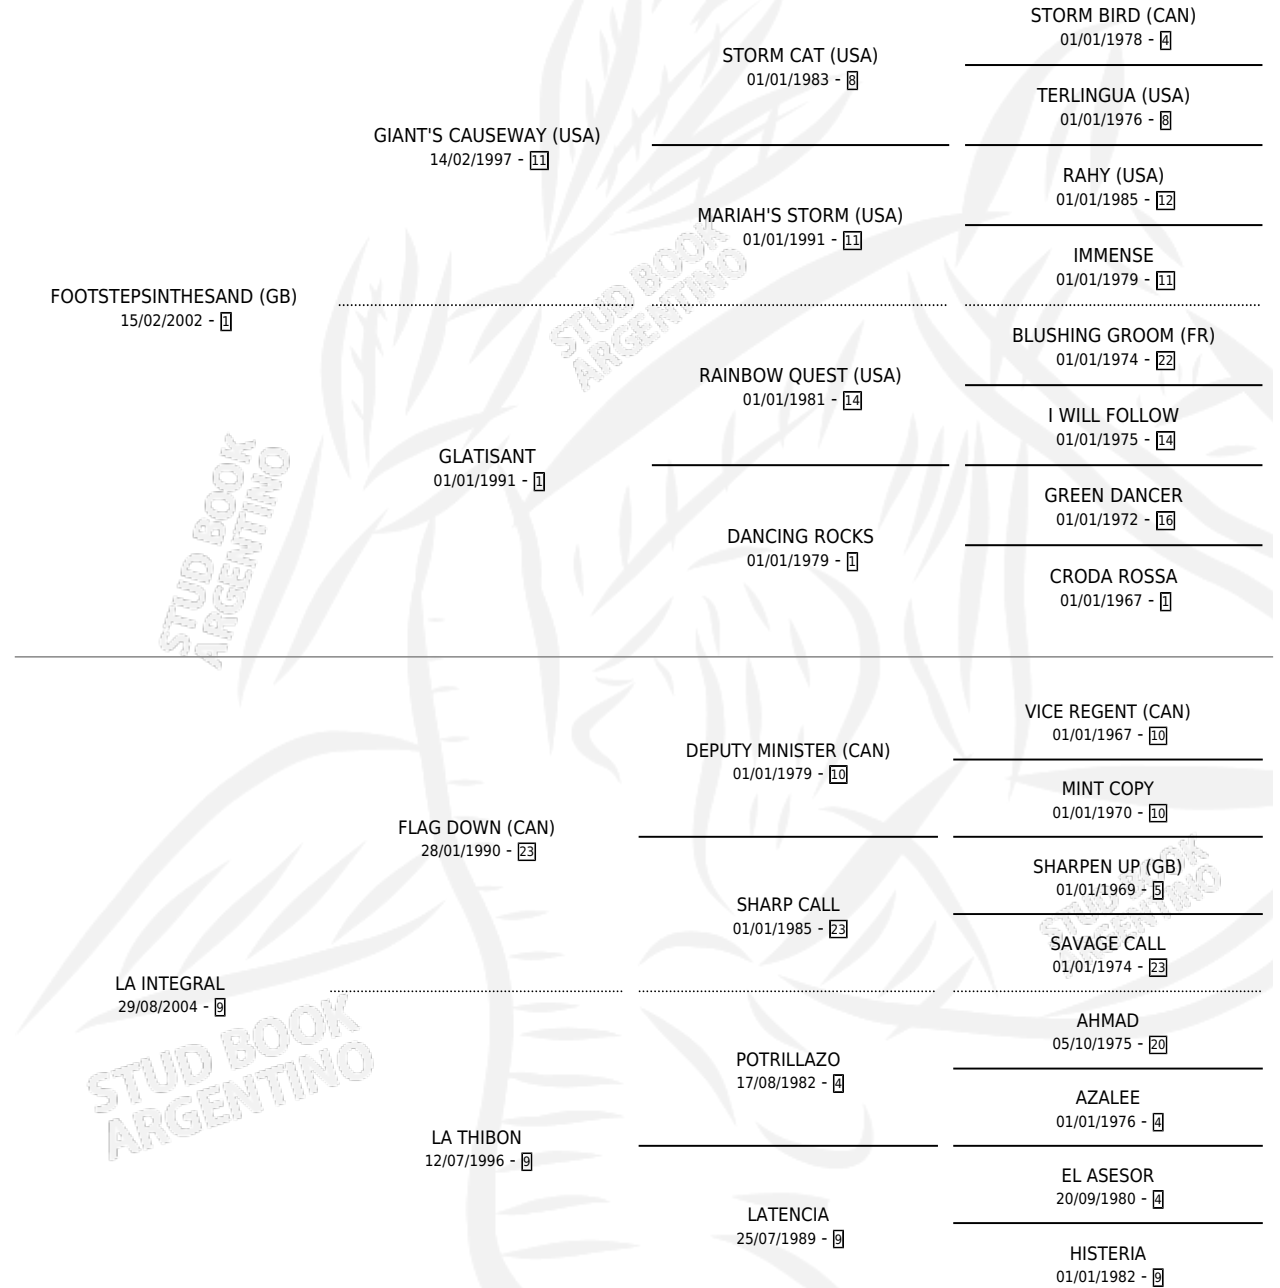 STORM BIRD (CAN)
01/01/1978 - 4
STORM CAT (USA)
01/01/1983 - 8
TERLINGUA (USA)
01/01/1976 - 8
GIANT'S CAUSEWAY (USA)
14/02/1997 - 11
RAHY (USA)
01/01/1985 - 12
MARIAH'S STORM (USA)
01/01/1991 - 11
IMMENSE
01/01/1979 - 11
FOOTSTEPSINTHESAND (GB)
15/02/2002 - 1
BLUSHING GROOM (FR)
01/01/1974 - 22
RAINBOW QUEST (USA)
01/01/1981 - 14
I WILL FOLLOW
01/01/1975 - 14
GLATISANT
01/01/1991 - 1
GREEN DANCER
01/01/1972 - 16
DANCING ROCKS
01/01/1979 - 1
CRODA ROSSA
01/01/1967 - 1
STUD BOOK
ARGENTINO
STUD BOOK
ARGENTINO
VICE REGENT (CAN)
01/01/1967 - 10
DEPUTY MINISTER (CAN)
01/01/1979 - 10
MINT COPY
01/01/1970 - 10
FLAG DOWN (CAN)
28/01/1990 - 23
SHARPEN UP (GB)
01/01/1969 - 5
SHARP CALL
01/01/1985 - 23
SAVAGE CALL
01/01/1974 - 23
LA INTEGRAL
29/08/2004 - 9
AHMAD
05/10/1975 - 20
POTRILLAZO
17/08/1982 - 4
AZALEE
01/01/1976 - 4
LA THIBON
12/07/1996 - 9
EL ASESOR
20/09/1980 - 4
LATENCIA
25/07/1989 - 9
HISTERIA
01/01/1982 - 9
STUD BOOK
ARGENTINO
STUD BOOK
ARGENTINO